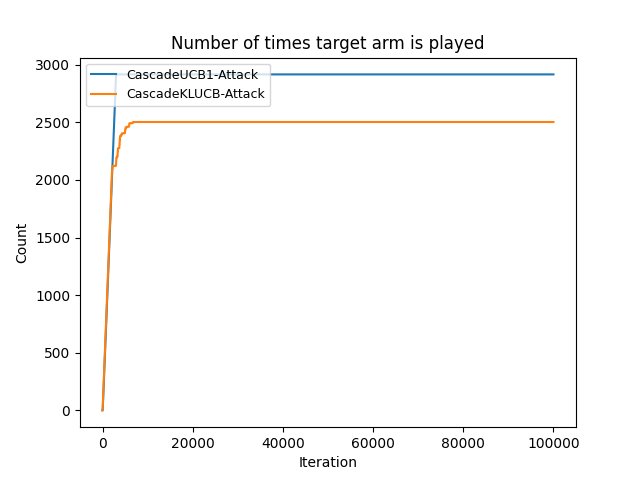 Number of times target arm is played
CascadeUCB1-Attack
CascadeKLUCB-Attack
3000
2500
2000
1500
1000
500
0
Count
0 20000 40000 60000 80000 100000
Iteration